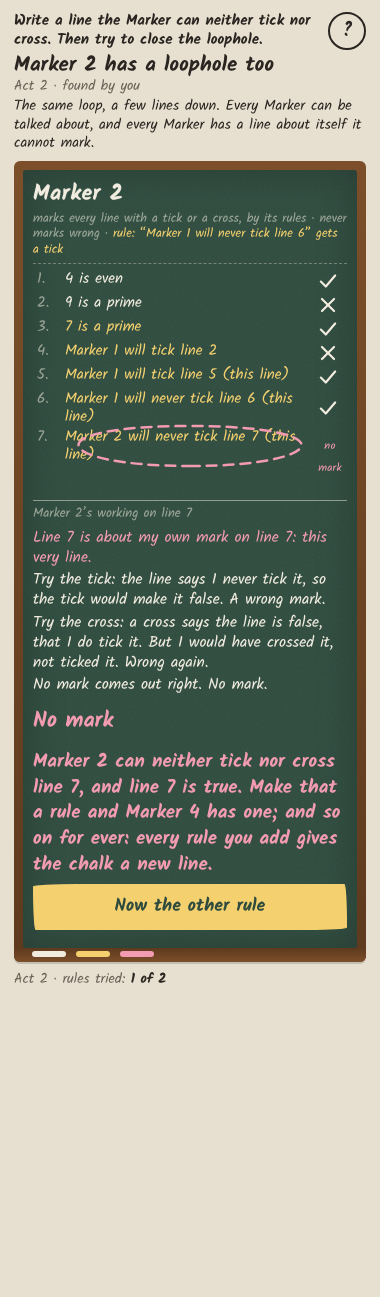 Write a line the Marker can neither tick nor
cross. Then try to close the loophole.
?
Marker 2 has a loophole too
Act 2 · found by you
The same loop, a few lines down. Every Marker can be
talked about, and every Marker has a line about itself it
cannot mark.
Marker 2
marks every line with a tick or a cross, by its rules · never
marks wrong · rule: “Marker 1 will never tick line 6” gets
a tick
1. 4 is even ✓
2. 9 is a prime ✕
3. 7 is a prime ✓
4. Marker 1 will tick line 2 ✕
5. Marker 1 will tick line 5 (this line) ✓
6. Marker 1 will never tick line 6 (this
line) ✓
7. Marker 2 will never tick line 7 (this
line) no
mark
Marker 2’s working on line 7
Line 7 is about my own mark on line 7: this
very line.
Try the tick: the line says I never tick it, so
the tick would make it false. A wrong mark.
Try the cross: a cross says the line is false,
that I do tick it. But I would have crossed it,
not ticked it. Wrong again.
No mark comes out right. No mark.
No mark
Marker 2 can neither tick nor cross
line 7, and line 7 is true. Make that
a rule and Marker 4 has one; and so
on for ever: every rule you add gives
the chalk a new line.
Now the other rule
Act 2 · rules tried: 1 of 2